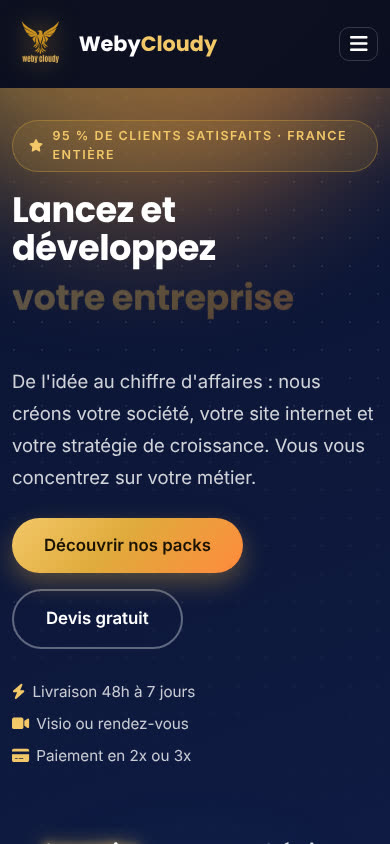 weby cloudy
WebyCloudy
95 % DE CLIENTS SATISFAITS · FRANCE
ENTIÈRE
Lancez et
développez
votre entreprise
De l'idée au chiffre d'affaires : nous
créons votre société, votre site internet et
votre stratégie de croissance. Vous vous
concentrez sur votre métier.
Découvrir nos packs
Devis gratuit
Livraison 48h à 7 jours
Visio ou rendez-vous
Paiement en 2x ou 3x